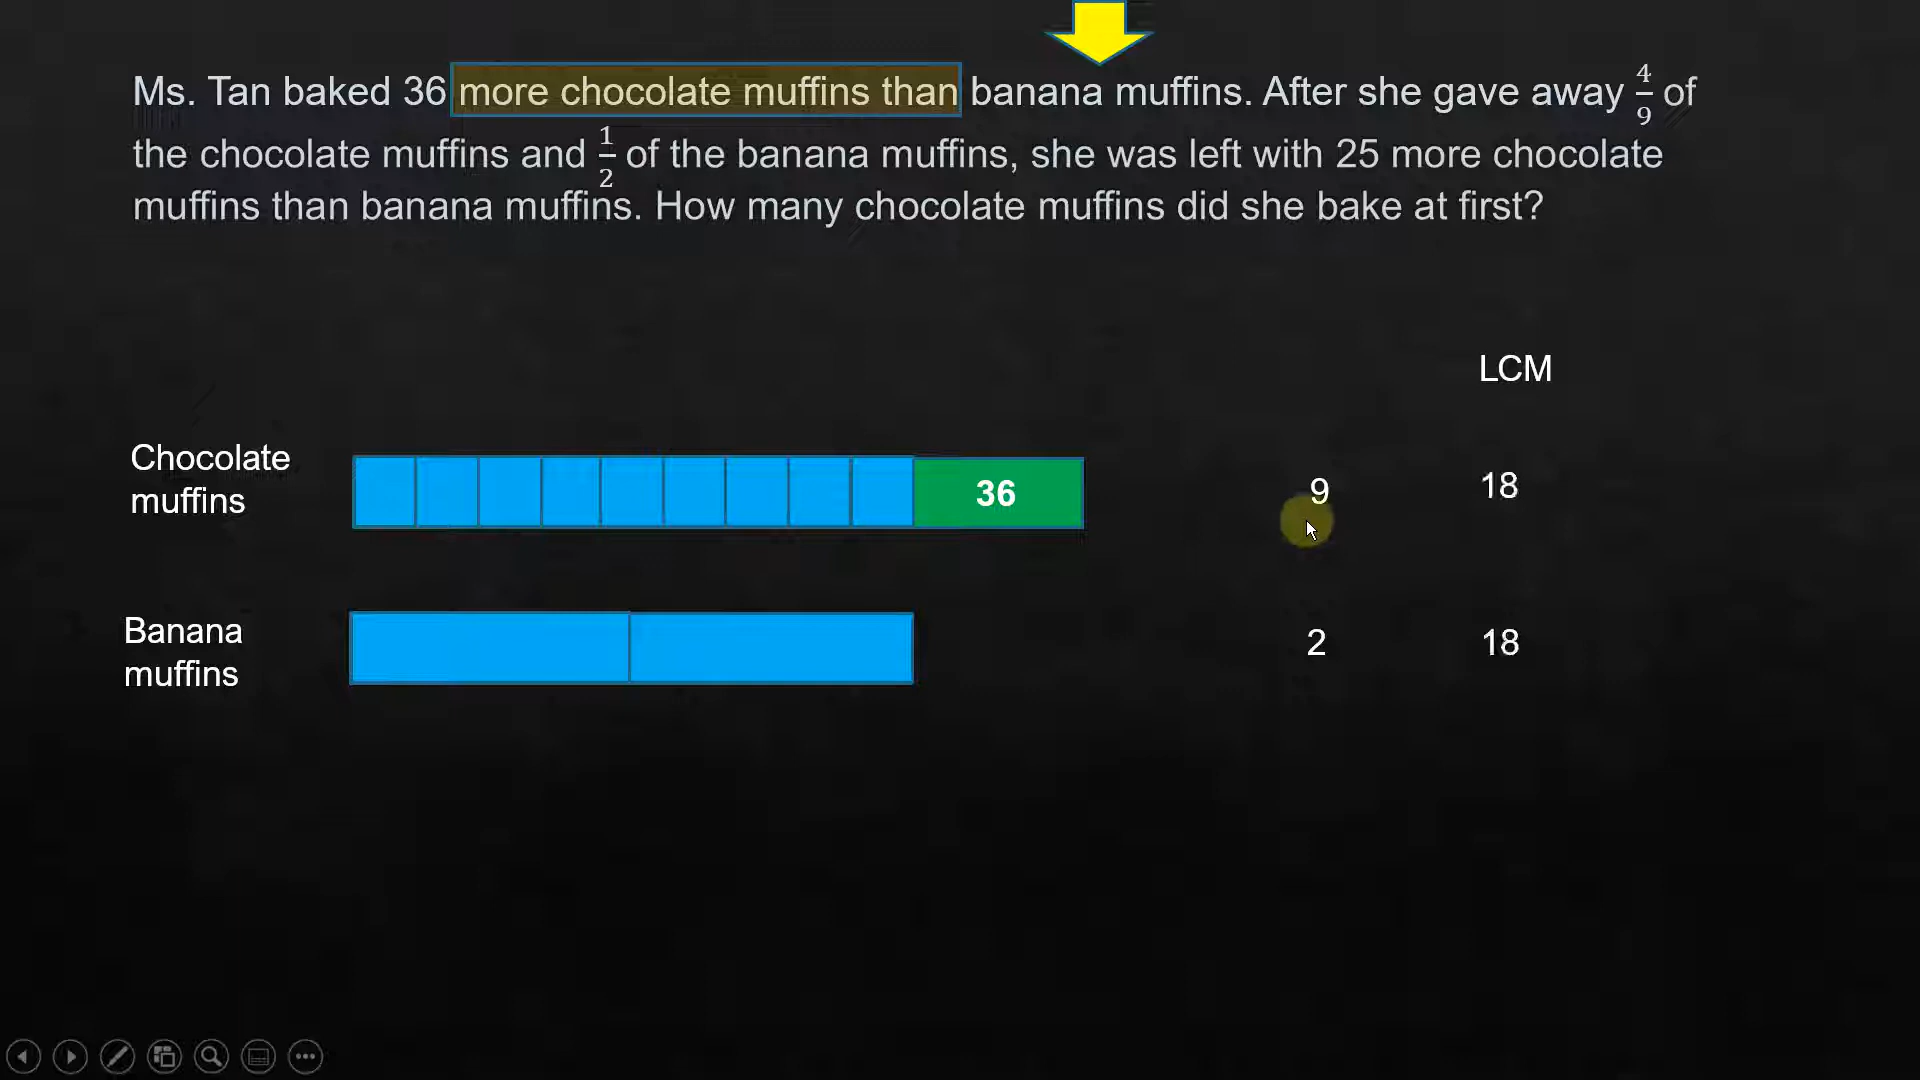 Ms. Tan baked 36 more chocolate muffins than banana muffins. After she gave away 4/9 of
the chocolate muffins and 1/2 of the banana muffins, she was left with 25 more chocolate
muffins than banana muffins. How many chocolate muffins did she bake at first?
LCM
Chocolate
muffins
36
9
18
Banana
muffins
2
18